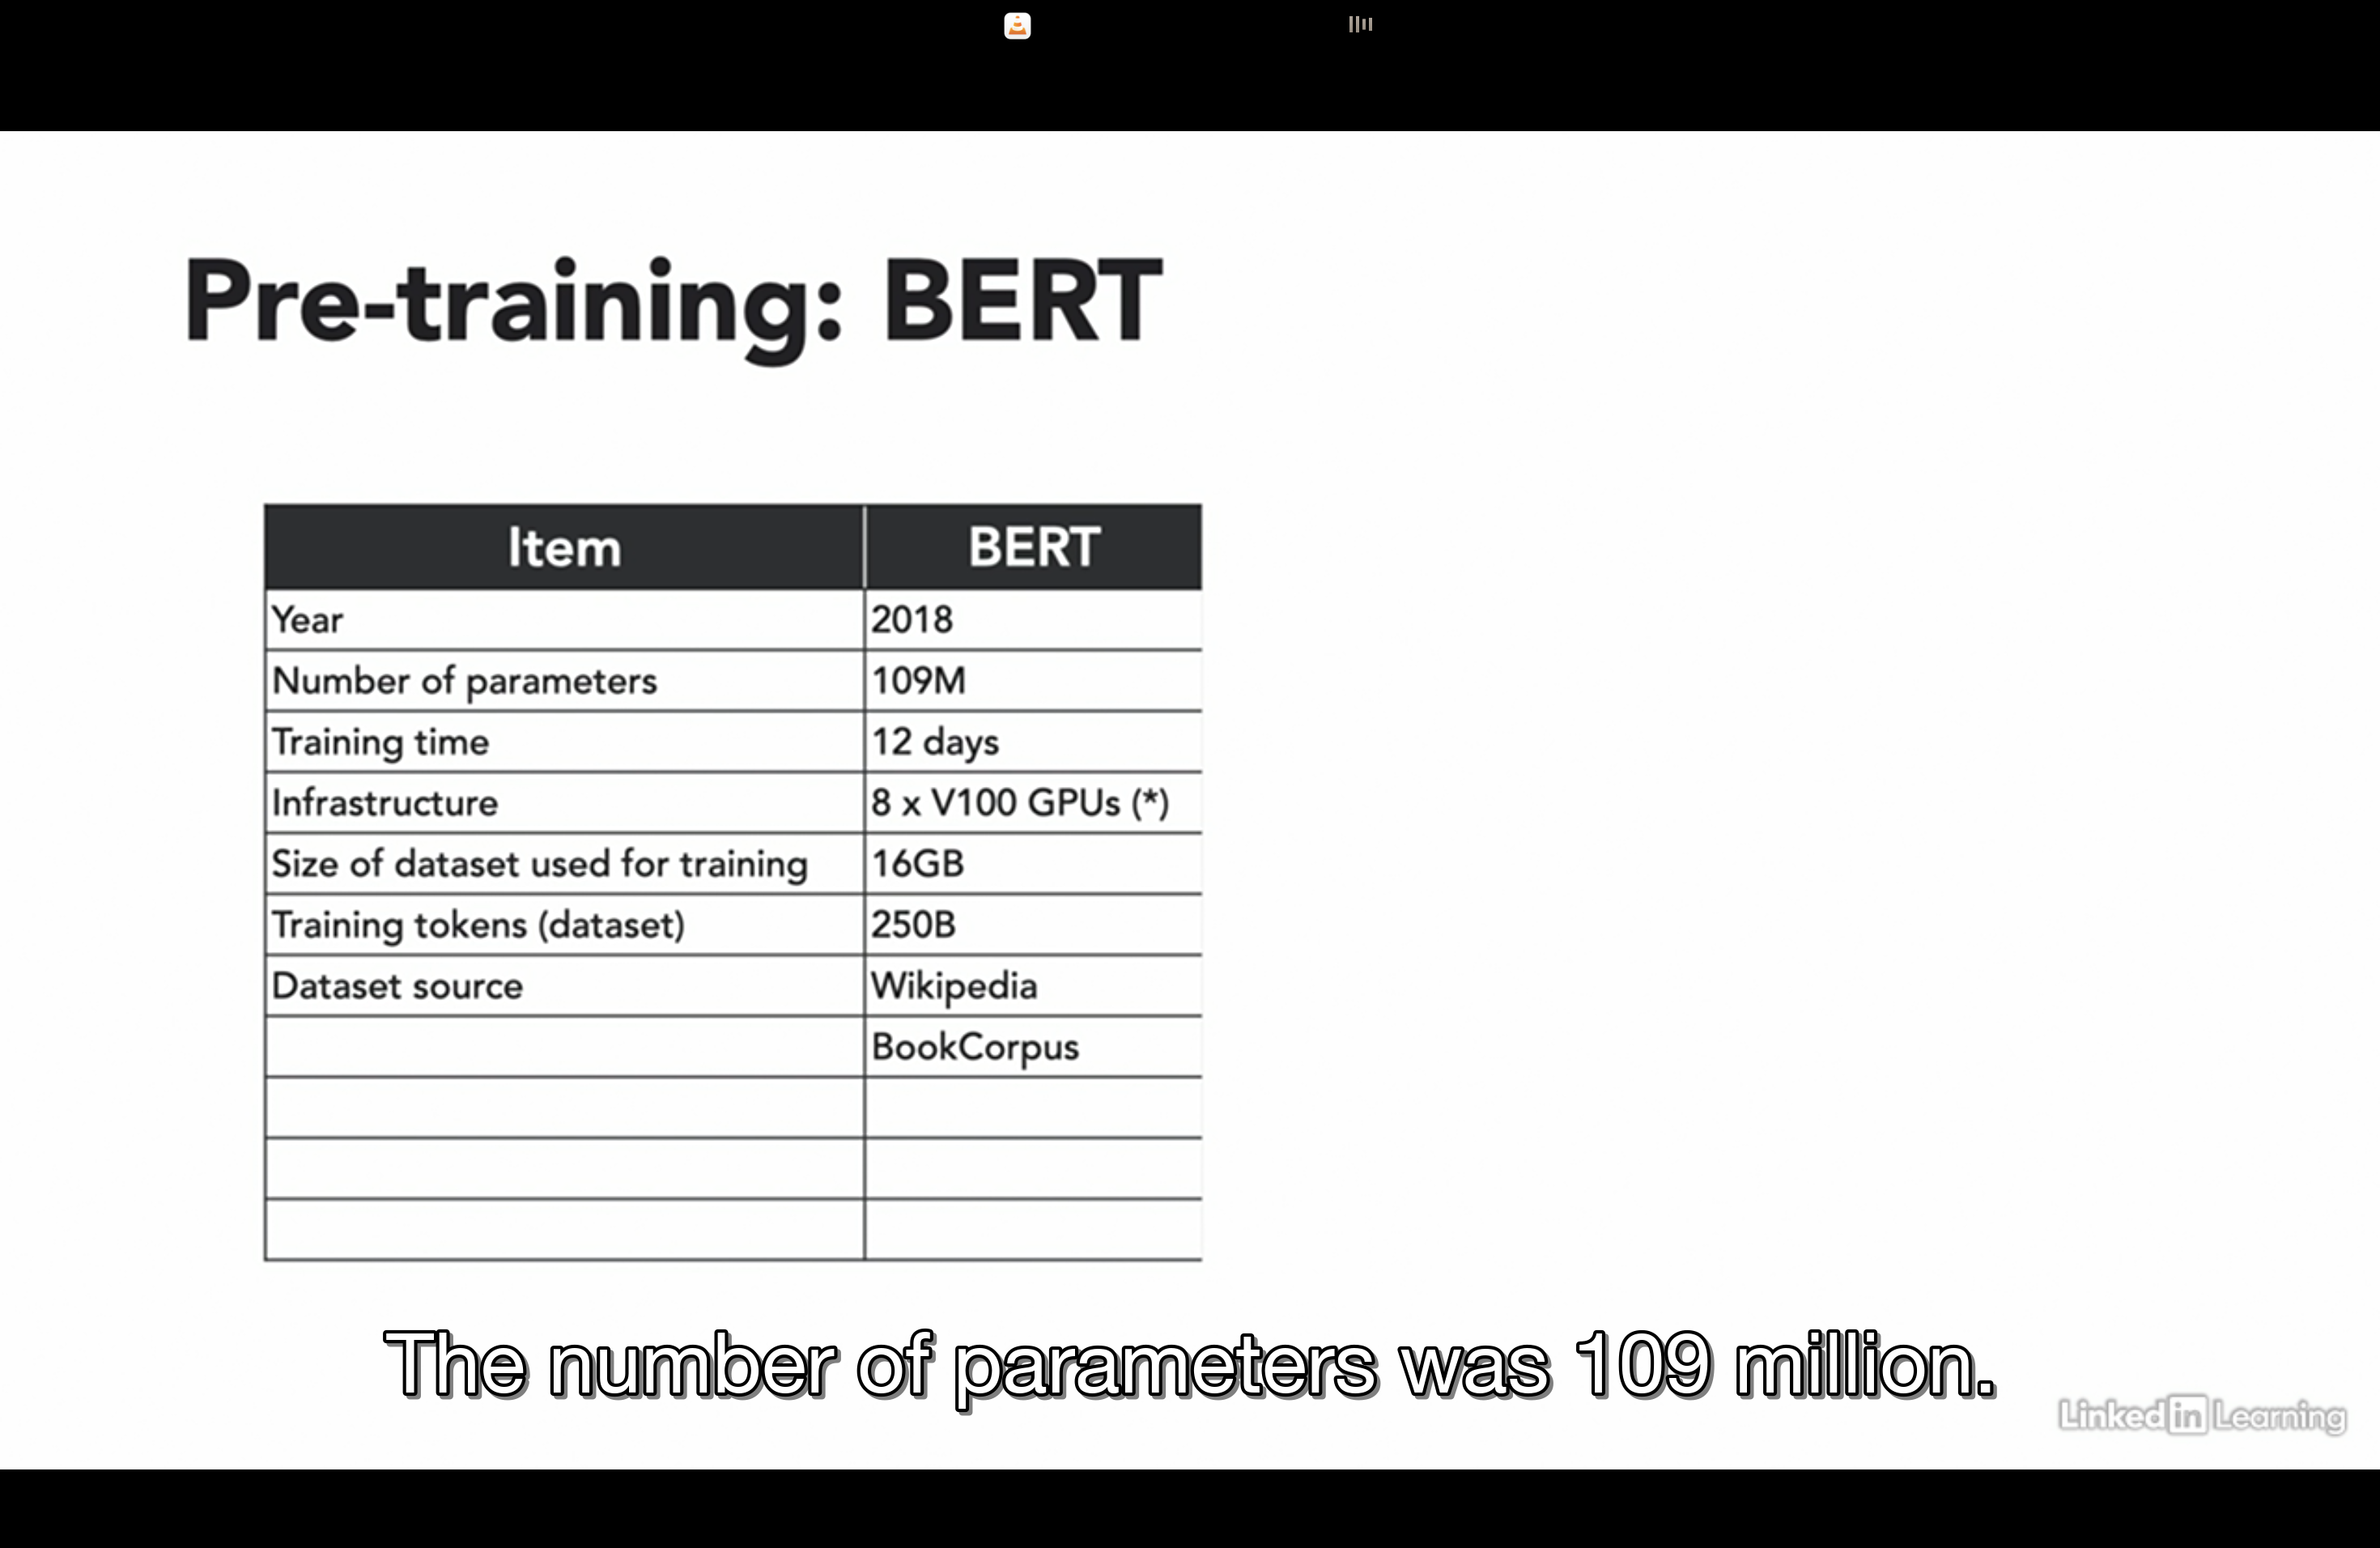 Pre-training: BERT
Item BERT
Year 2018
Number of parameters 109M
Training time 12 days
Infrastructure 8 x V100 GPUs (*)
Size of dataset used for training 16GB
Training tokens (dataset) 250B
Dataset source Wikipedia
BookCorpus
The number of parameters was 109 million.
Linked in Learning